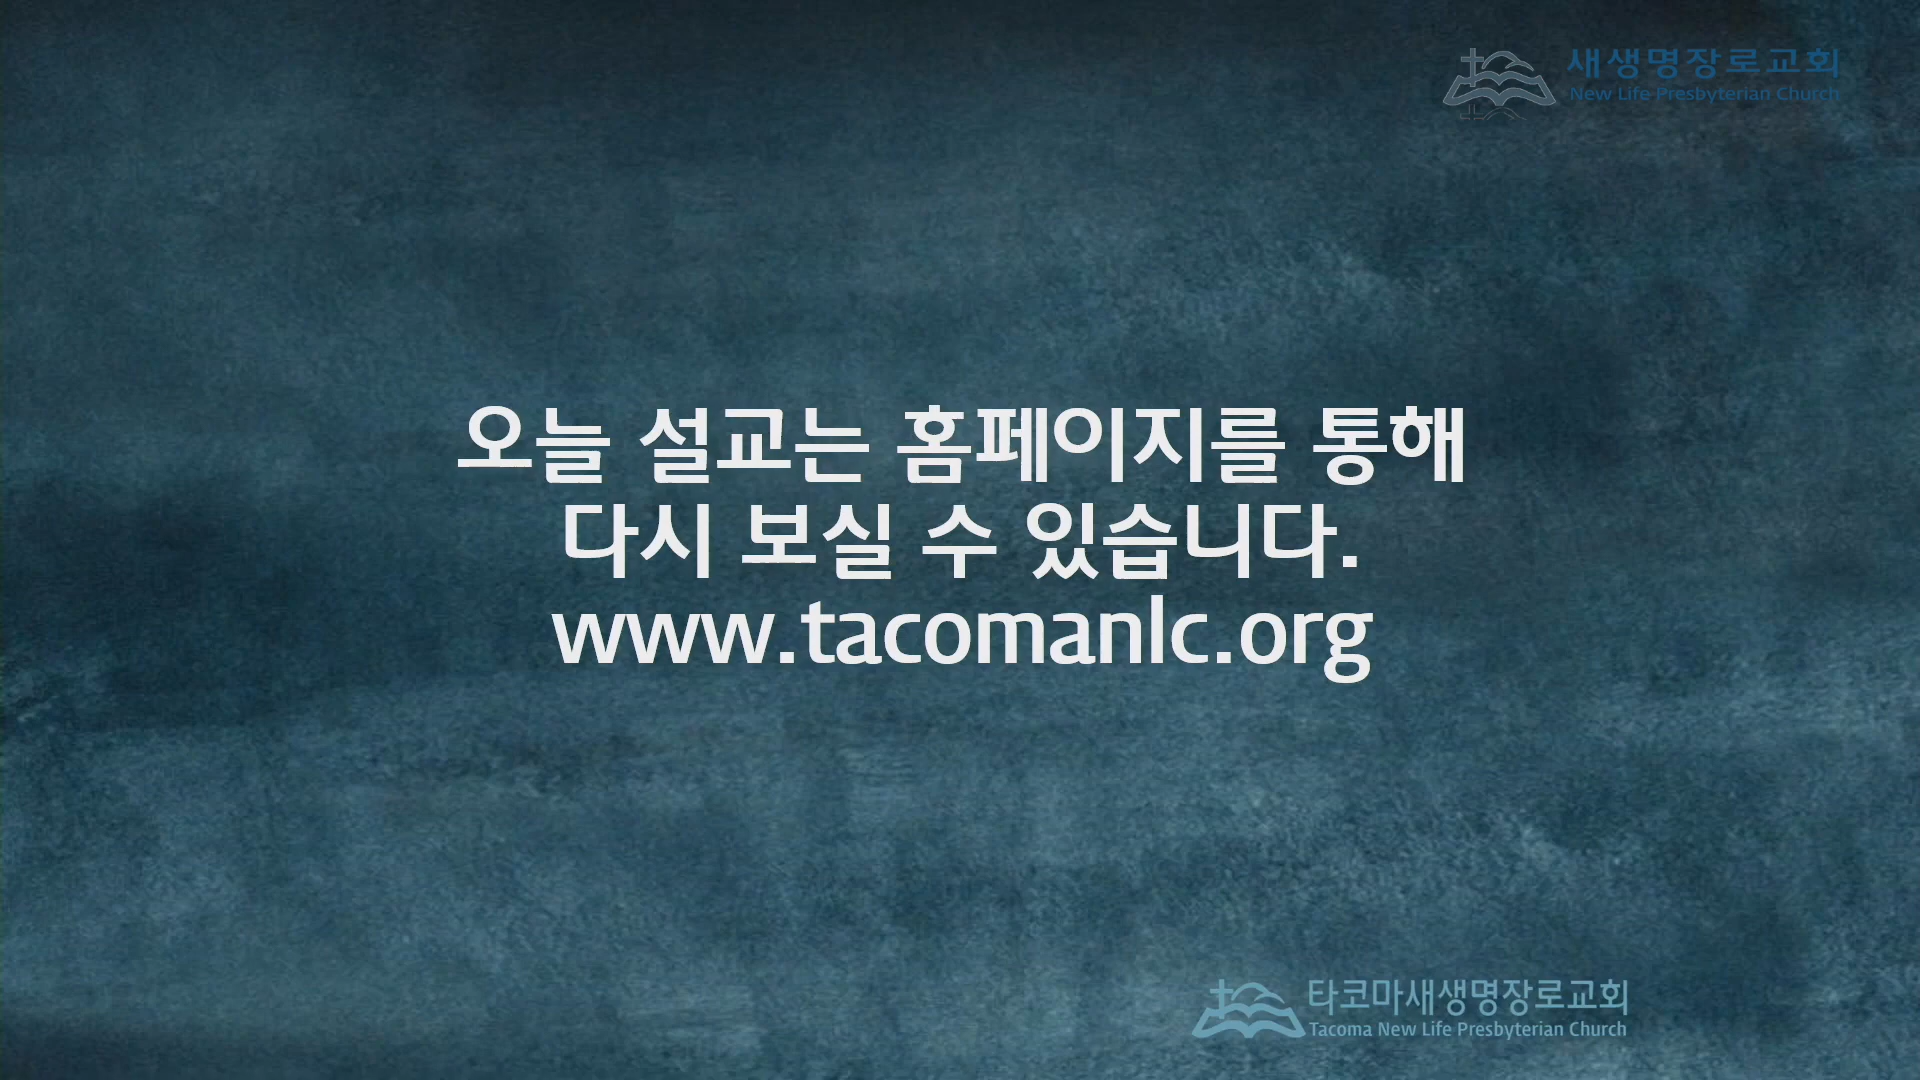 새생명장로교회
New Life Presbyterian Church
오늘 설교는 홈페이지를 통해
다시 보실 수 있습니다.
www.tacomanlc.org
타코마새생명장로교회
Tacoma New Life Presbyterian Church